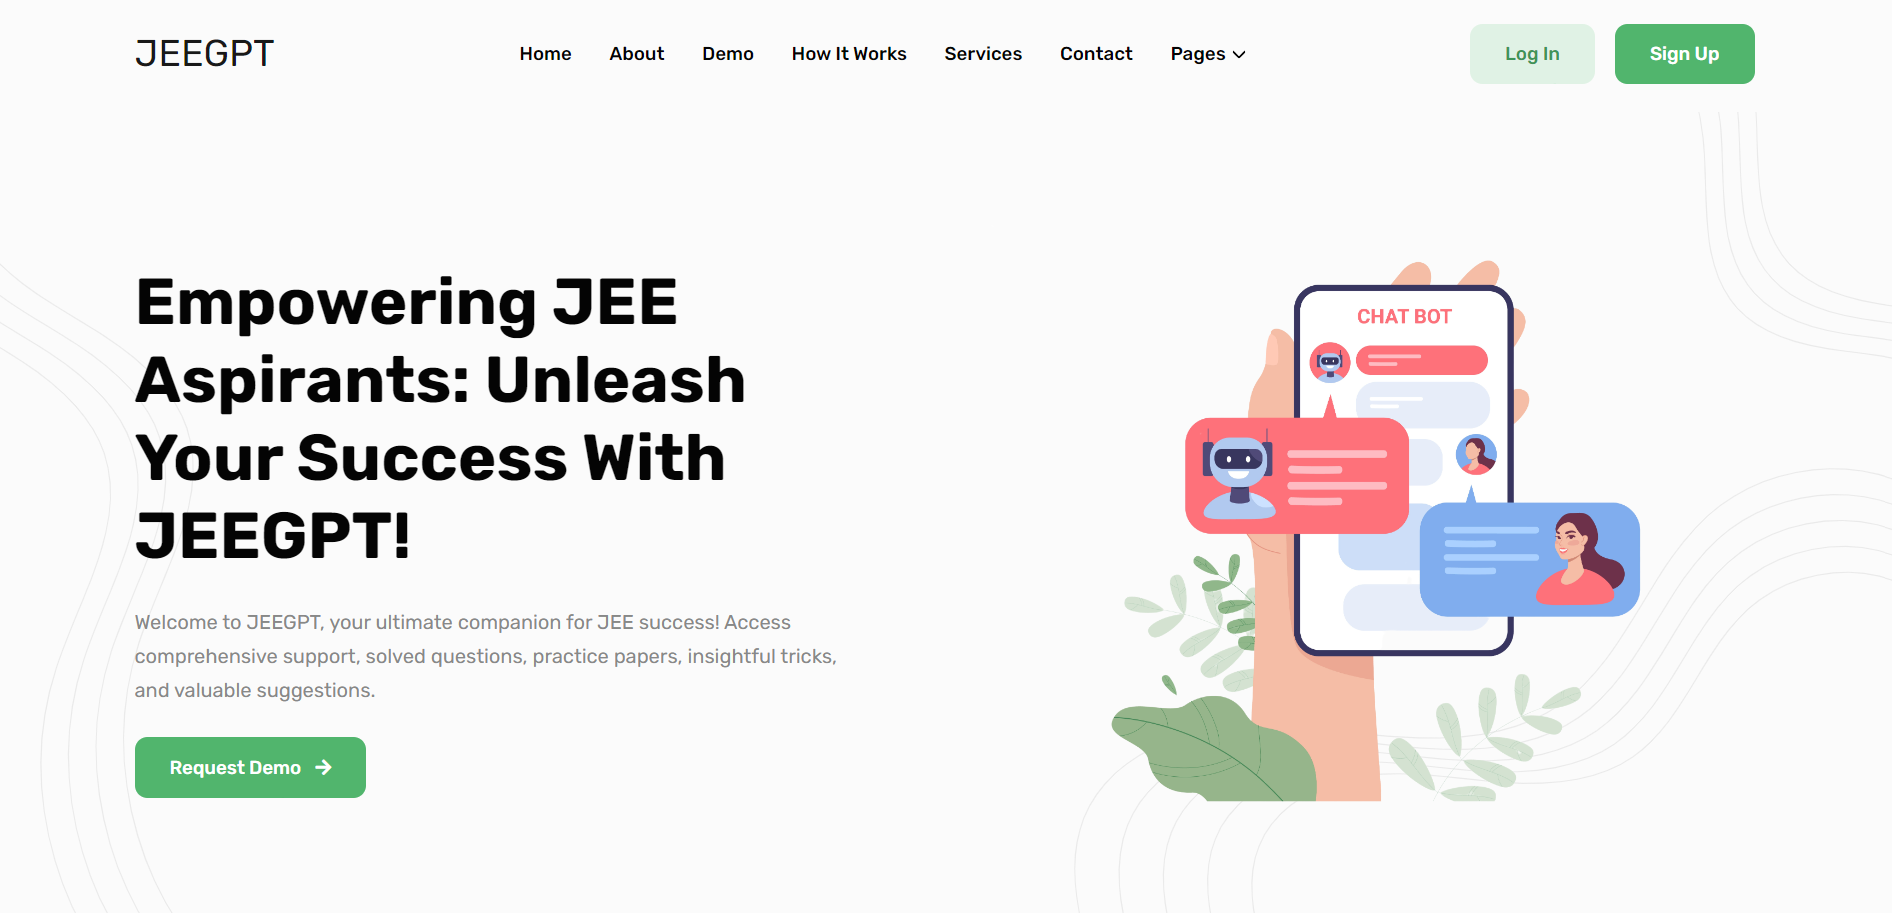 JEEGPT
Home About Demo How It Works Services Contact Pages
Log In Sign Up
Empowering JEE
Aspirants: Unleash
Your Success With
JEEGPT!
Welcome to JEEGPT, your ultimate companion for JEE success! Access
comprehensive support, solved questions, practice papers, insightful tricks,
and valuable suggestions.
Request Demo
CHAT BOT